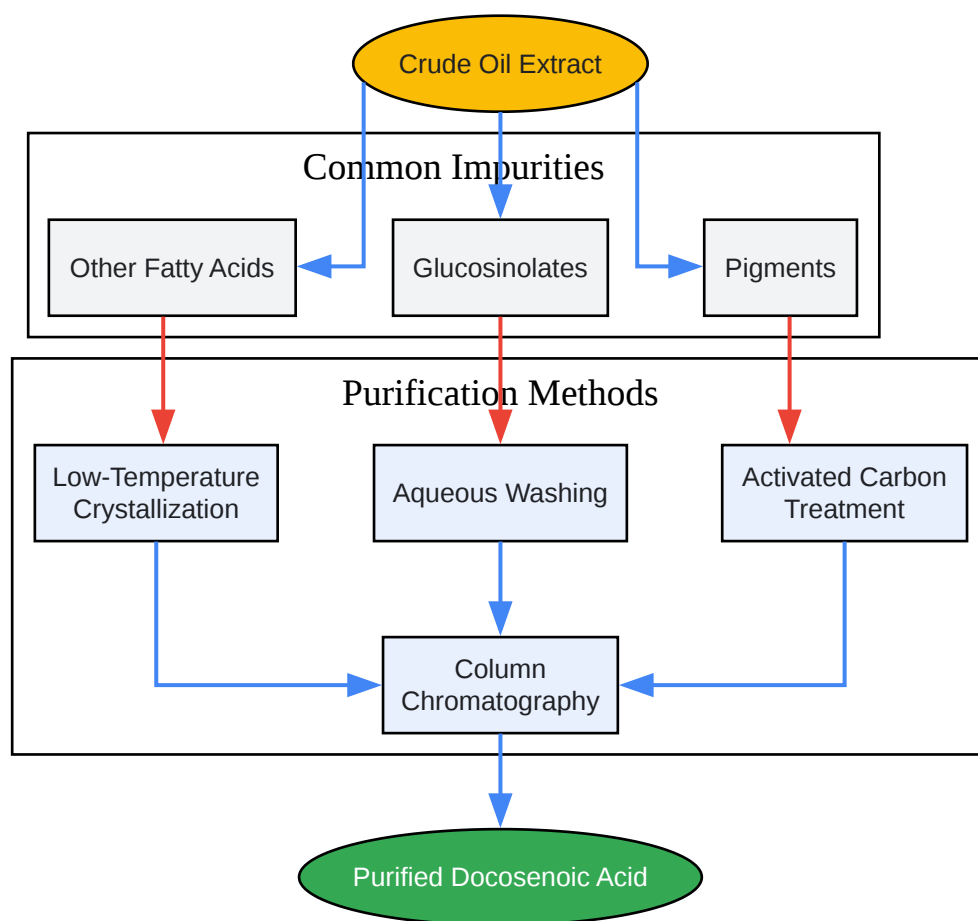 Crude Oil Extract
Common Impurities
Other Fatty Acids
Glucosinolates
Pigments
Purification Methods
Low-Temperature
Crystallization
Aqueous Washing
Activated Carbon
Treatment
Column
Chromatography
Purified Docosenoic Acid